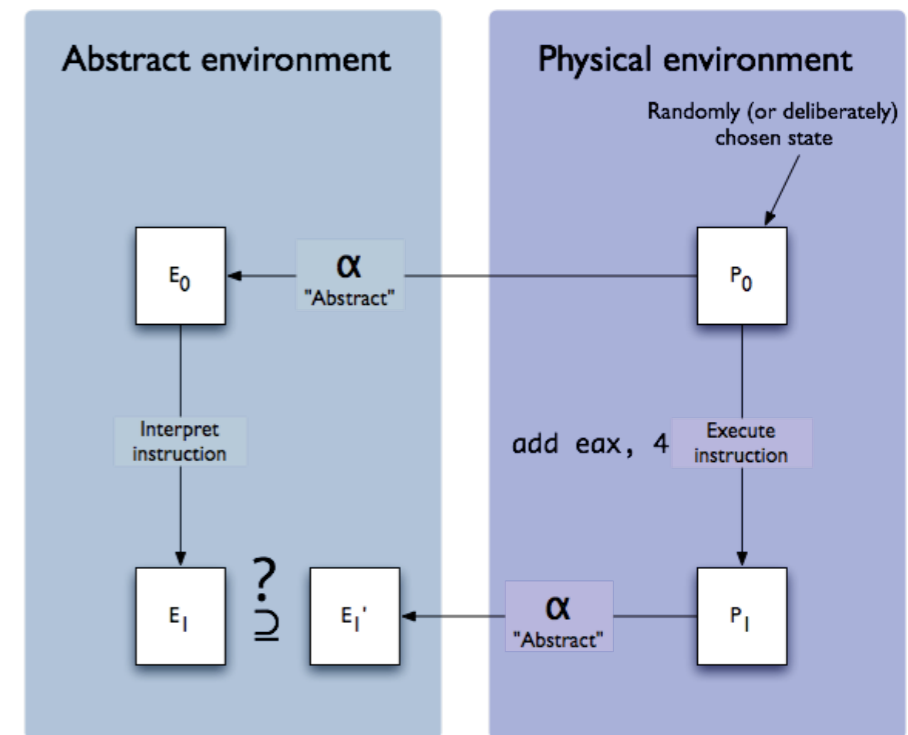 Abstract environment
Physical environment
Randomly (or deliberately)
chosen state
E0
α
"Abstract"
P0
Interpret
instruction
add eax, 4
Execute
instruction
?
⊇
E1
E1'
α
"Abstract"
P1